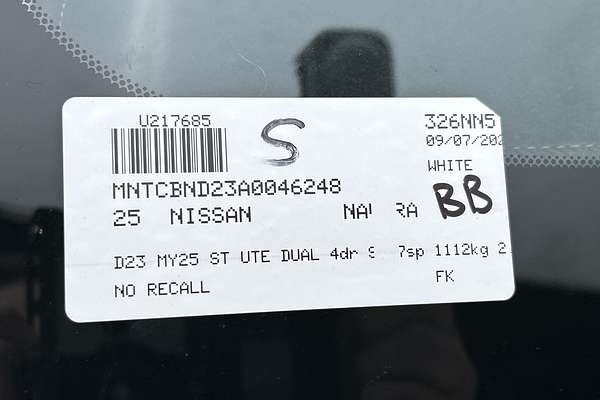 U217685
S
326NN5
09/07/202
WHITE
MNTCBND23A0046248
BB
25 NISSAN
D23 MY25 ST UTE DUAL 4dr 7sp 1112kg 2
NO RECALL
FK